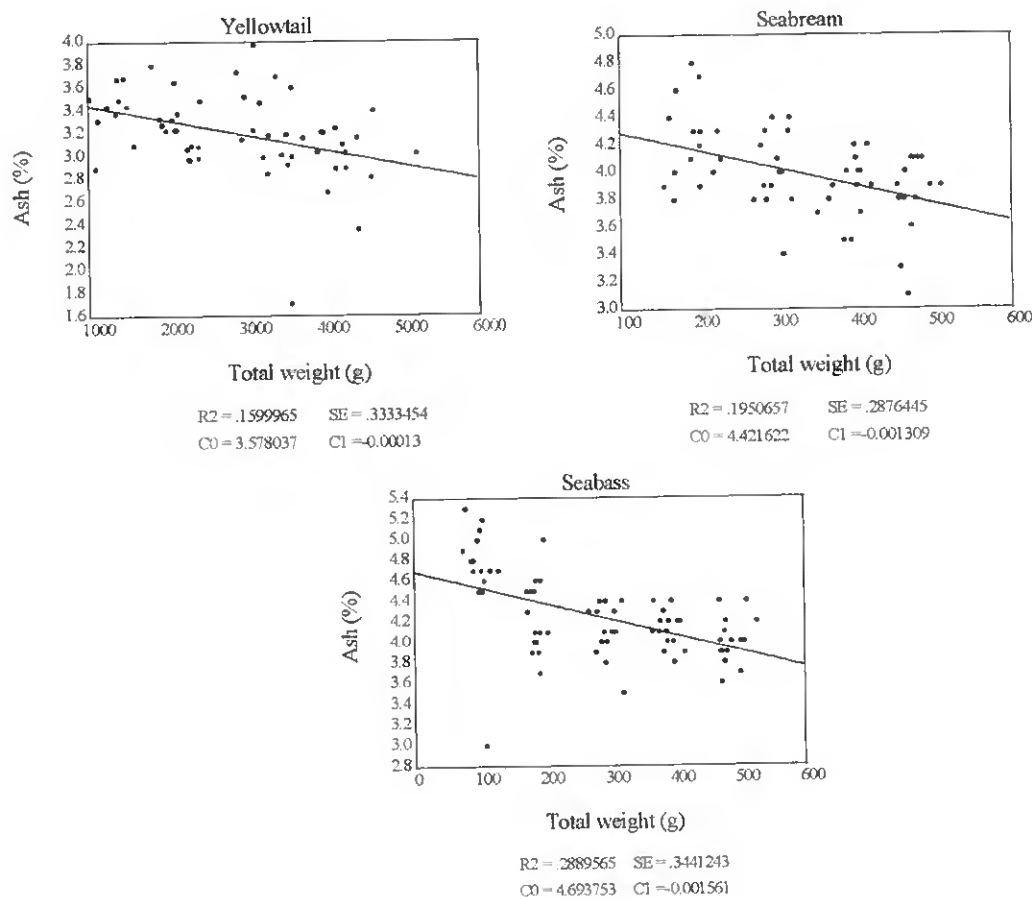 Yellowtail
4.0
3.8
3.6
3.4
3.2
3.0
2.8
2.6
2.4
2.2
2.0
1.8
1.6
Ash (%)
1000 2000 3000 4000 5000 6000
Total weight (g)
R2 = .1599965 SE = .3333454
C0 = 3.578037 C1 =-0.00013
Seabream
5.0
4.8
4.6
4.4
4.2
4.0
3.8
3.6
3.4
3.2
3.0
Ash (%)
100 200 300 400 500 600
Total weight (g)
R2 = .1950657 SE = .2876445
C0 = 4.421622 C1 =-0.001309
Seabass
5.4
5.2
5.0
4.8
4.6
4.4
4.2
4.0
3.8
3.6
3.4
3.2
3.0
2.8
Ash (%)
0 100 200 300 400 500 600
Total weight (g)
R2 = .2889565 SE = .3441243
C0 = 4.693753 C1 =-0.001561